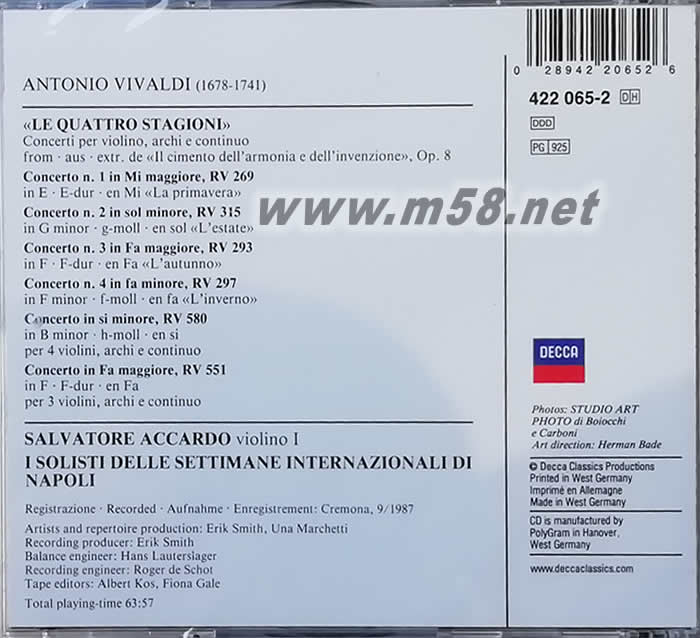 ANTONIO VIVALDI (1678-1741)
«LE QUATTRO STAGIONI»
Concerti per violino, archi e continuo
from · aus · extr. de «Il cimento dell'armonia e dell'invenzione», Op. 8
Concerto n. 1 in Mi maggiore, RV 269
in E · E-dur · en Mi «La primavera»
Concerto n. 2 in sol minore, RV 315
in G minor · g-moll · en sol «L'estate»
Concerto n. 3 in Fa maggiore, RV 293
in F · F-dur · en Fa «L'autunno»
Concerto n. 4 in fa minore, RV 297
in F minor · f-moll · en fa «L'inverno»
Concerto in si minore, RV 580
in B minor · h-moll · en si
per 4 violini, archi e continuo
Concerto in Fa maggiore, RV 551
in F · F-dur · en Fa
per 3 violini, archi e continuo
SALVATORE ACCARDO violino I
I SOLISTI DELLE SETTIMANE INTERNAZIONALI DI
NAPOLI
Registrazione · Recorded · Aufnahme · Enregistrement: Cremona, 9/1987
Artists and repertoire production: Erik Smith, Una Marchetti
Recording producer: Erik Smith
Balance engineer: Hans Lauterslager
Recording engineer: Roger de Schot
Tape editors: Albert Kos, Fiona Gale
Total playing-time 63:57
www.m58.net
0 28942 20652 6
422 065-2 DH
DDD
PG 925
DECCA
Photos: STUDIO ART
PHOTO di Boiocchi
e Carboni
Art direction: Herman Bade
© Decca Classics Productions
Printed in West Germany
Imprimé en Allemagne
Made in West Germany
CD is manufactured by
PolyGram in Hanover,
West Germany
www.deccaclassics.com